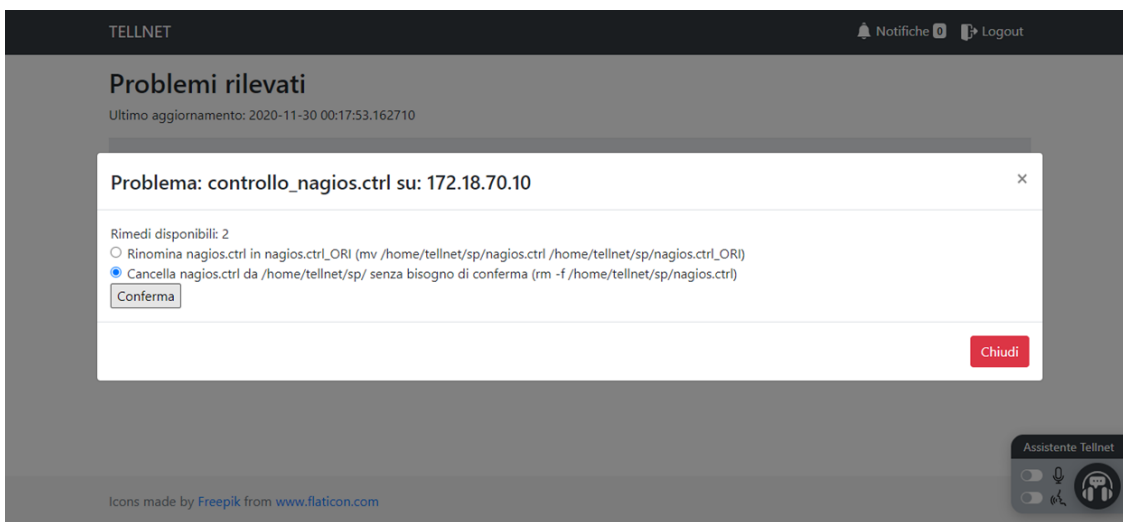 TELLNET
Notifiche 0 Logout
Problemi rilevati
Ultimo aggiornamento: 2020-11-30 00:17:53.162710
Problema: controllo_nagios.ctrl su: 172.18.70.10
×
Rimedi disponibili: 2
Rinomina nagios.ctrl in nagios.ctrl_ORI (mv /home/tellnet/sp/nagios.ctrl /home/tellnet/sp/nagios.ctrl_ORI)
Cancella nagios.ctrl da /home/tellnet/sp/ senza bisogno di conferma (rm -f /home/tellnet/sp/nagios.ctrl)
Conferma
Chiudi
Assistente Tellnet
Icons made by Freepik from www.flaticon.com